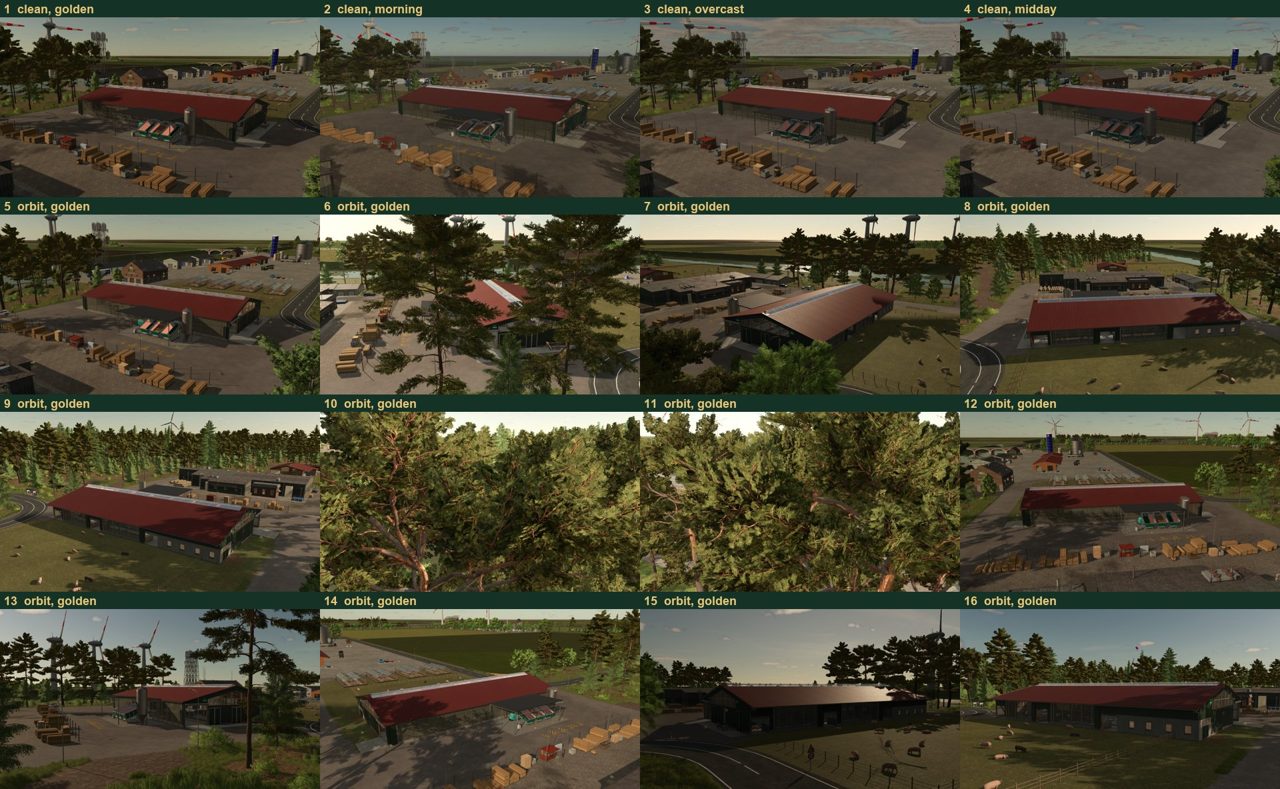 1 clean, golden
2 clean, morning
3 clean, overcast
4 clean, midday
5 orbit, golden
6 orbit, golden
7 orbit, golden
8 orbit, golden
9 orbit, golden
10 orbit, golden
11 orbit, golden
12 orbit, golden
13 orbit, golden
14 orbit, golden
15 orbit, golden
16 orbit, golden